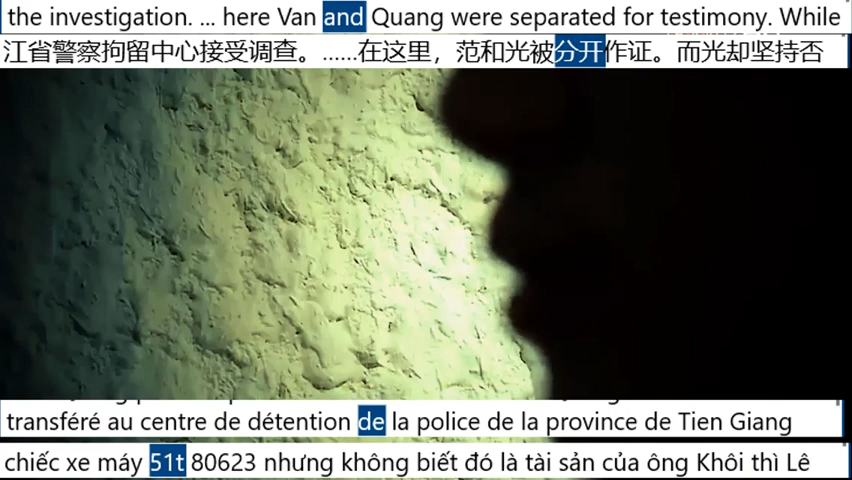 the investigation. ... here Van and Quang were separated for testimony. While
江省警察拘留中心接受调查。……在这里，范和光被分开作证。而光却坚持否
transféré au centre de détention de la police de la province de Tien Giang
chiếc xe máy 51t 80623 nhưng không biết đó là tài sản của ông Khôi thì Lê